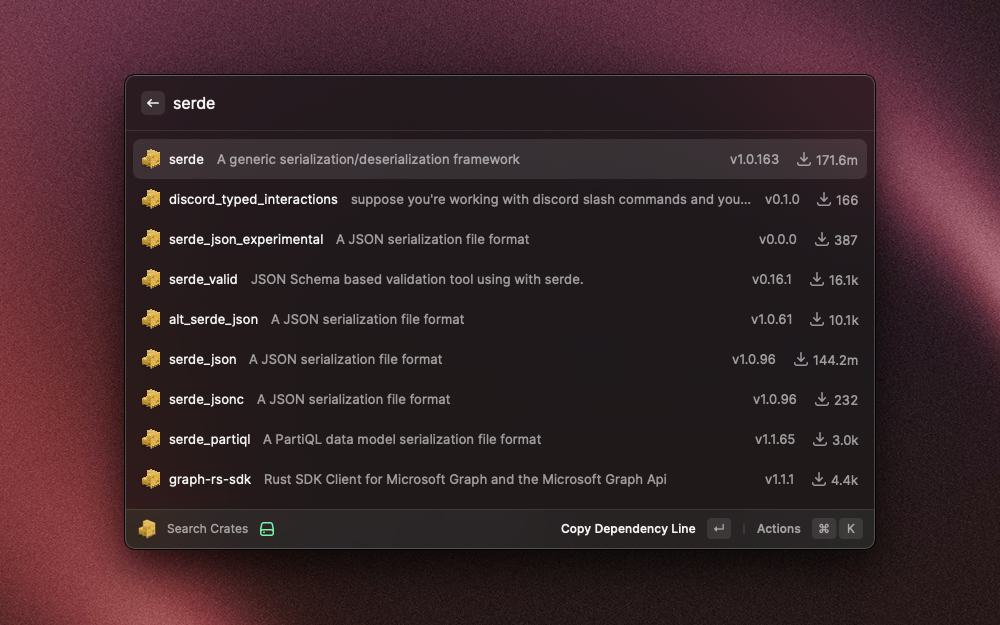 serde
serde A generic serialization/deserialization framework v1.0.163 171.6m
discord_typed_interactions suppose you're working with discord slash commands and you... v0.1.0 166
serde_json_experimental A JSON serialization file format v0.0.0 387
serde_valid JSON Schema based validation tool using with serde. v0.16.1 16.1k
alt_serde_json A JSON serialization file format v1.0.61 10.1k
serde_json A JSON serialization file format v1.0.96 144.2m
serde_jsonc A JSON serialization file format v1.0.96 232
serde_partiql A PartiQL data model serialization file format v1.1.65 3.0k
graph-rs-sdk Rust SDK Client for Microsoft Graph and the Microsoft Graph Api v1.1.1 4.4k
Search Crates Copy Dependency Line ↵ Actions ⌘ K